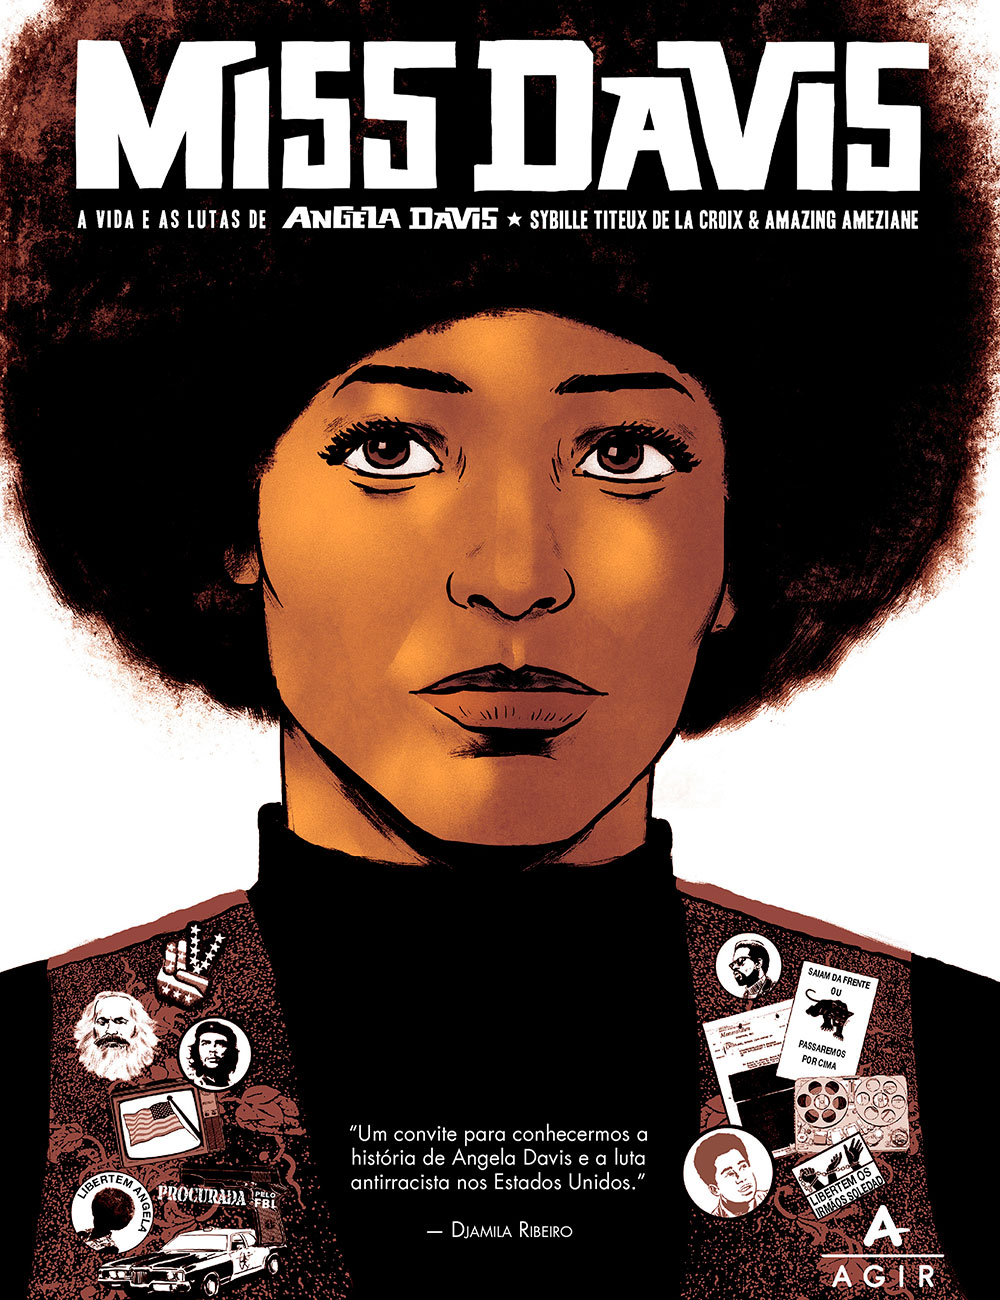 MISS DAVIS
A VIDA E AS LUTAS DE ANGELA DAVIS ★ SYBILLE TITEUX DE LA CROIX & AMAZING AMEZIANE
SAIAM DA FRENTE
OU
PASSAREMOS
POR CIMA
LIBERTEM ANGELA
PROCURADA PELO
FBI.
LIBERTEM OS
IRMÃOS SOLEDAD
“Um convite para conhecermos a
história de Angela Davis e a luta
antirracista nos Estados Unidos.”
— DJAMILA RIBEIRO
A
AGIR